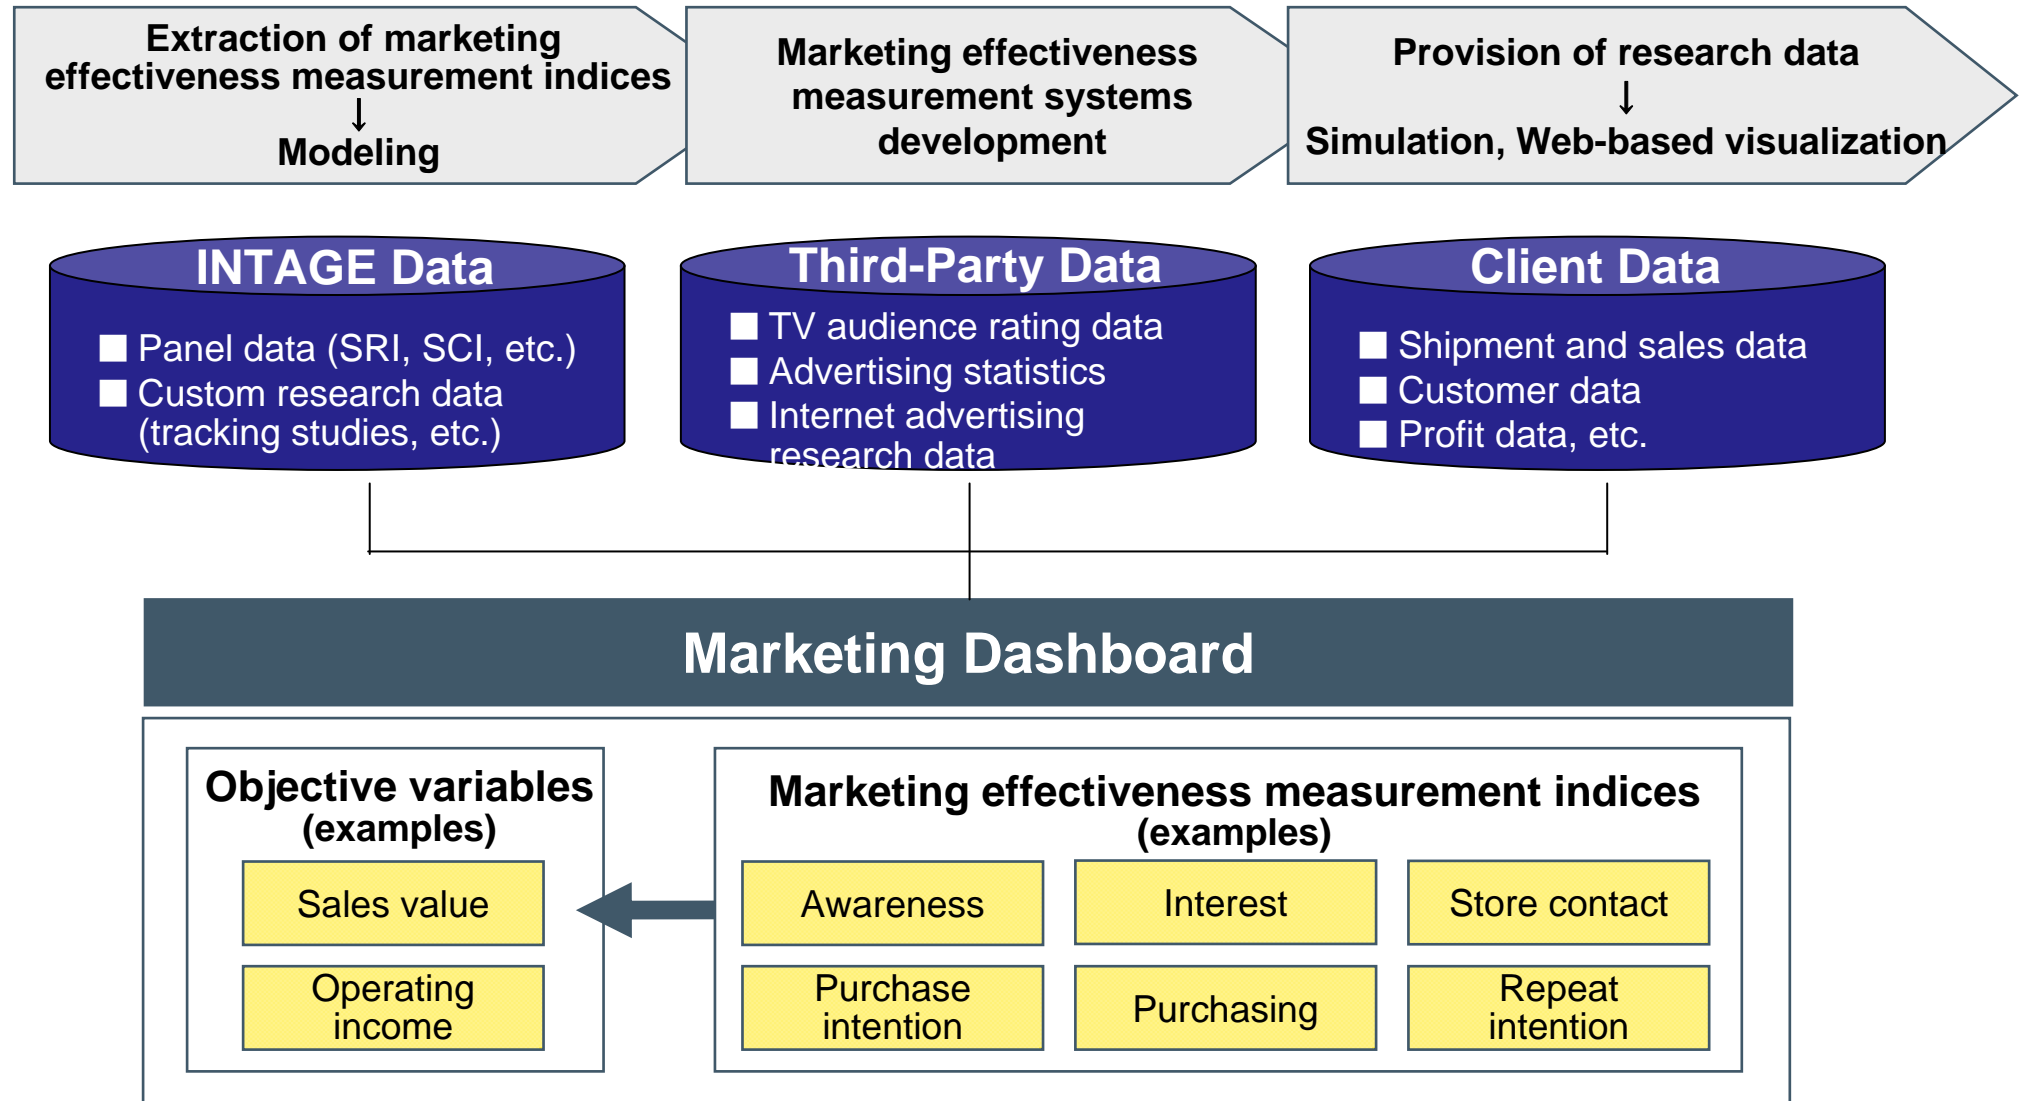 Extraction of marketing
effectiveness measurement indices
↓
Modeling
Marketing effectiveness
measurement systems
development
Provision of research data
↓
Simulation, Web-based visualization
INTAGE Data
■ Panel data (SRI, SCI, etc.)
■ Custom research data
(tracking studies, etc.)
Third-Party Data
■ TV audience rating data
■ Advertising statistics
■ Internet advertising
research data
Client Data
■ Shipment and sales data
■ Customer data
■ Profit data, etc.
Marketing Dashboard
Objective variables
(examples)
Sales value
Operating
income
Marketing effectiveness measurement indices
(examples)
Awareness
Interest
Store contact
Purchase
intention
Purchasing
Repeat
intention